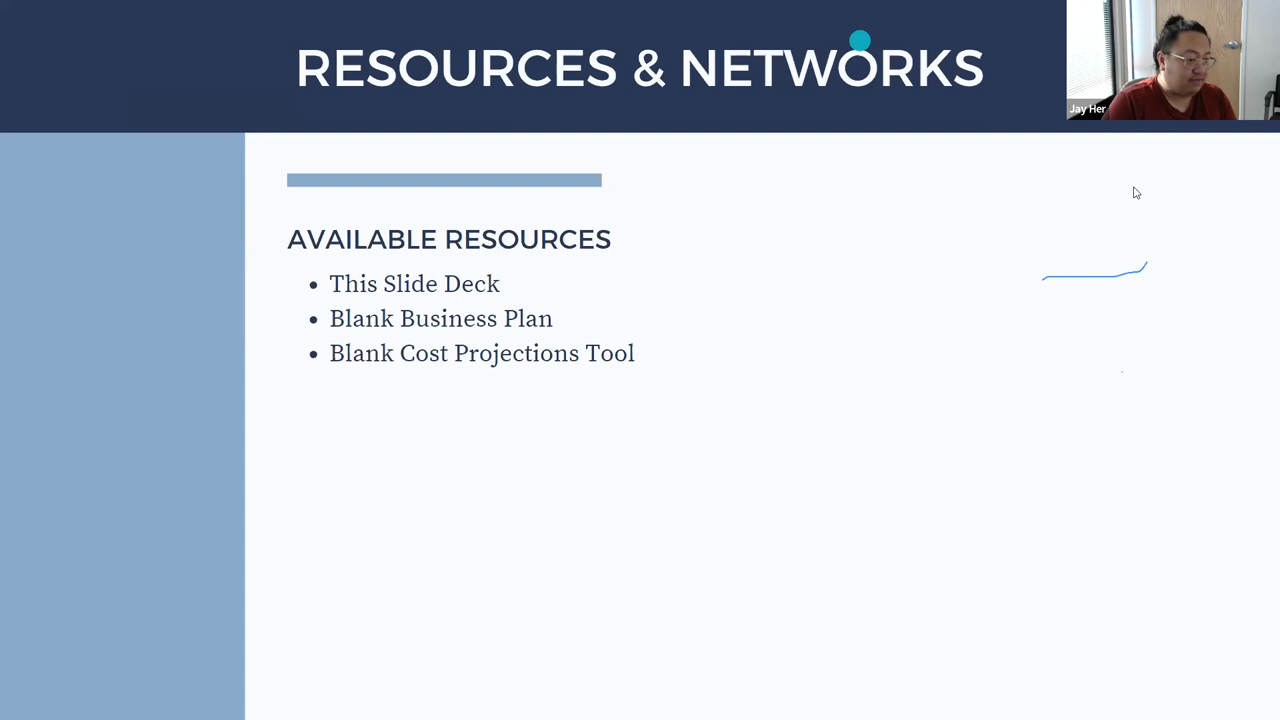 RESOURCES & NETWORKS
Jay Her
AVAILABLE RESOURCES
• This Slide Deck
• Blank Business Plan
• Blank Cost Projections Tool